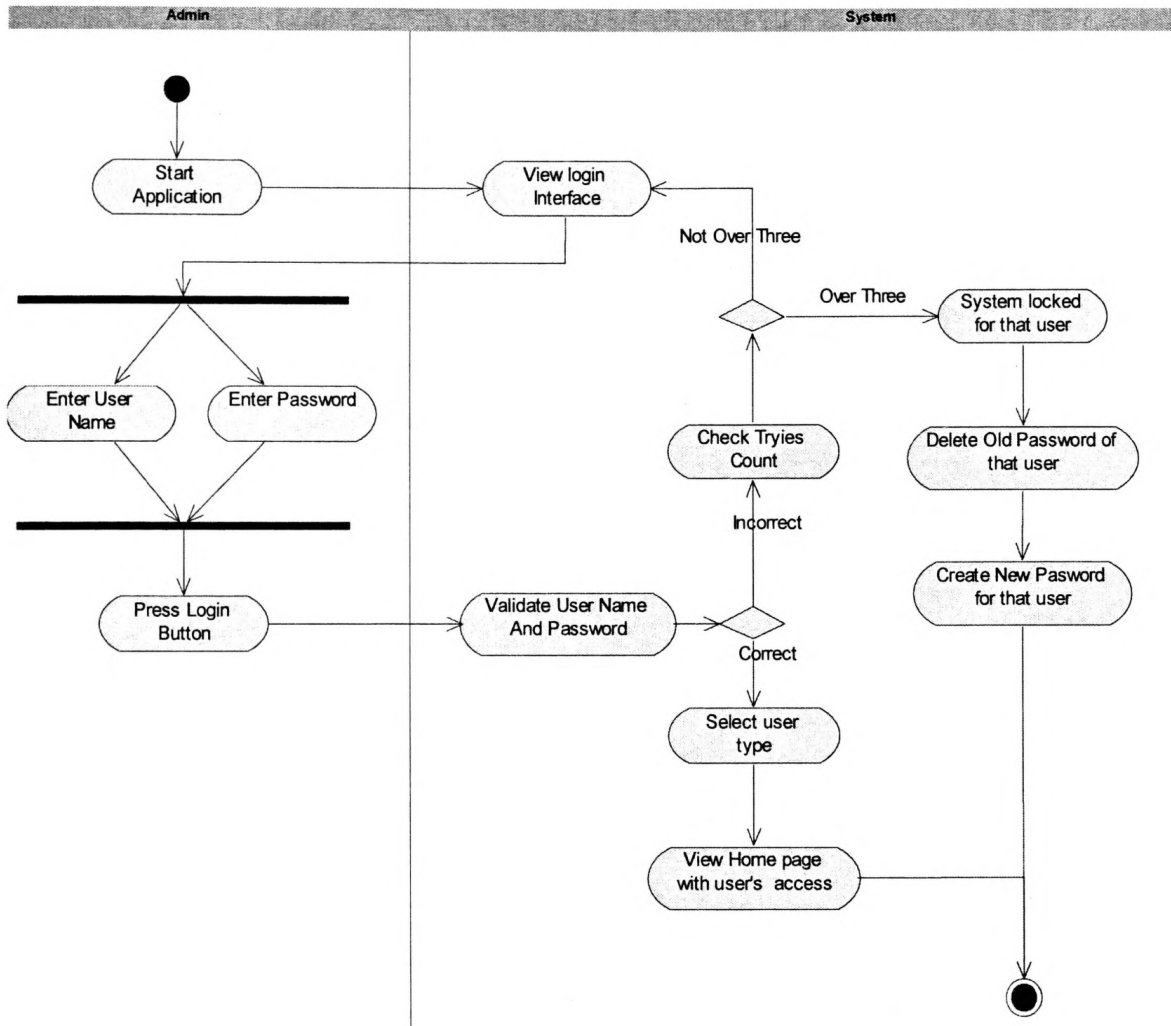 Admin
System
Start
Application
View login
Interface
Not Over Three
Over Three
System locked
for that user
Enter User
Name
Enter Password
Check Tryies
Count
Delete Old Password of
that user
Incorrect
Create New Pasword
for that user
Press Login
Button
Validate User Name
And Password
Correct
Select user
type
View Home page
with user's access